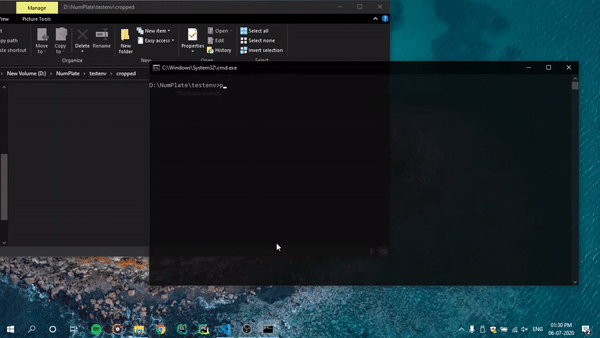 Manage
D:\NumPlate\testenv\cropped
View
Picture Tools
Copy path
Paste shortcut
Move to
Copy to
Delete
Rename
New folder
New item
Easy access
Properties
Open
Edit
History
Select all
Select none
Invert selection
Organize
New
Open
Select
New Volume (D:) > NumPlate > testenv > cropped
C:\Windows\System32\cmd.exe
D:\NumPlate\testenv>p
ENG
01:30 PM
06-07-2020